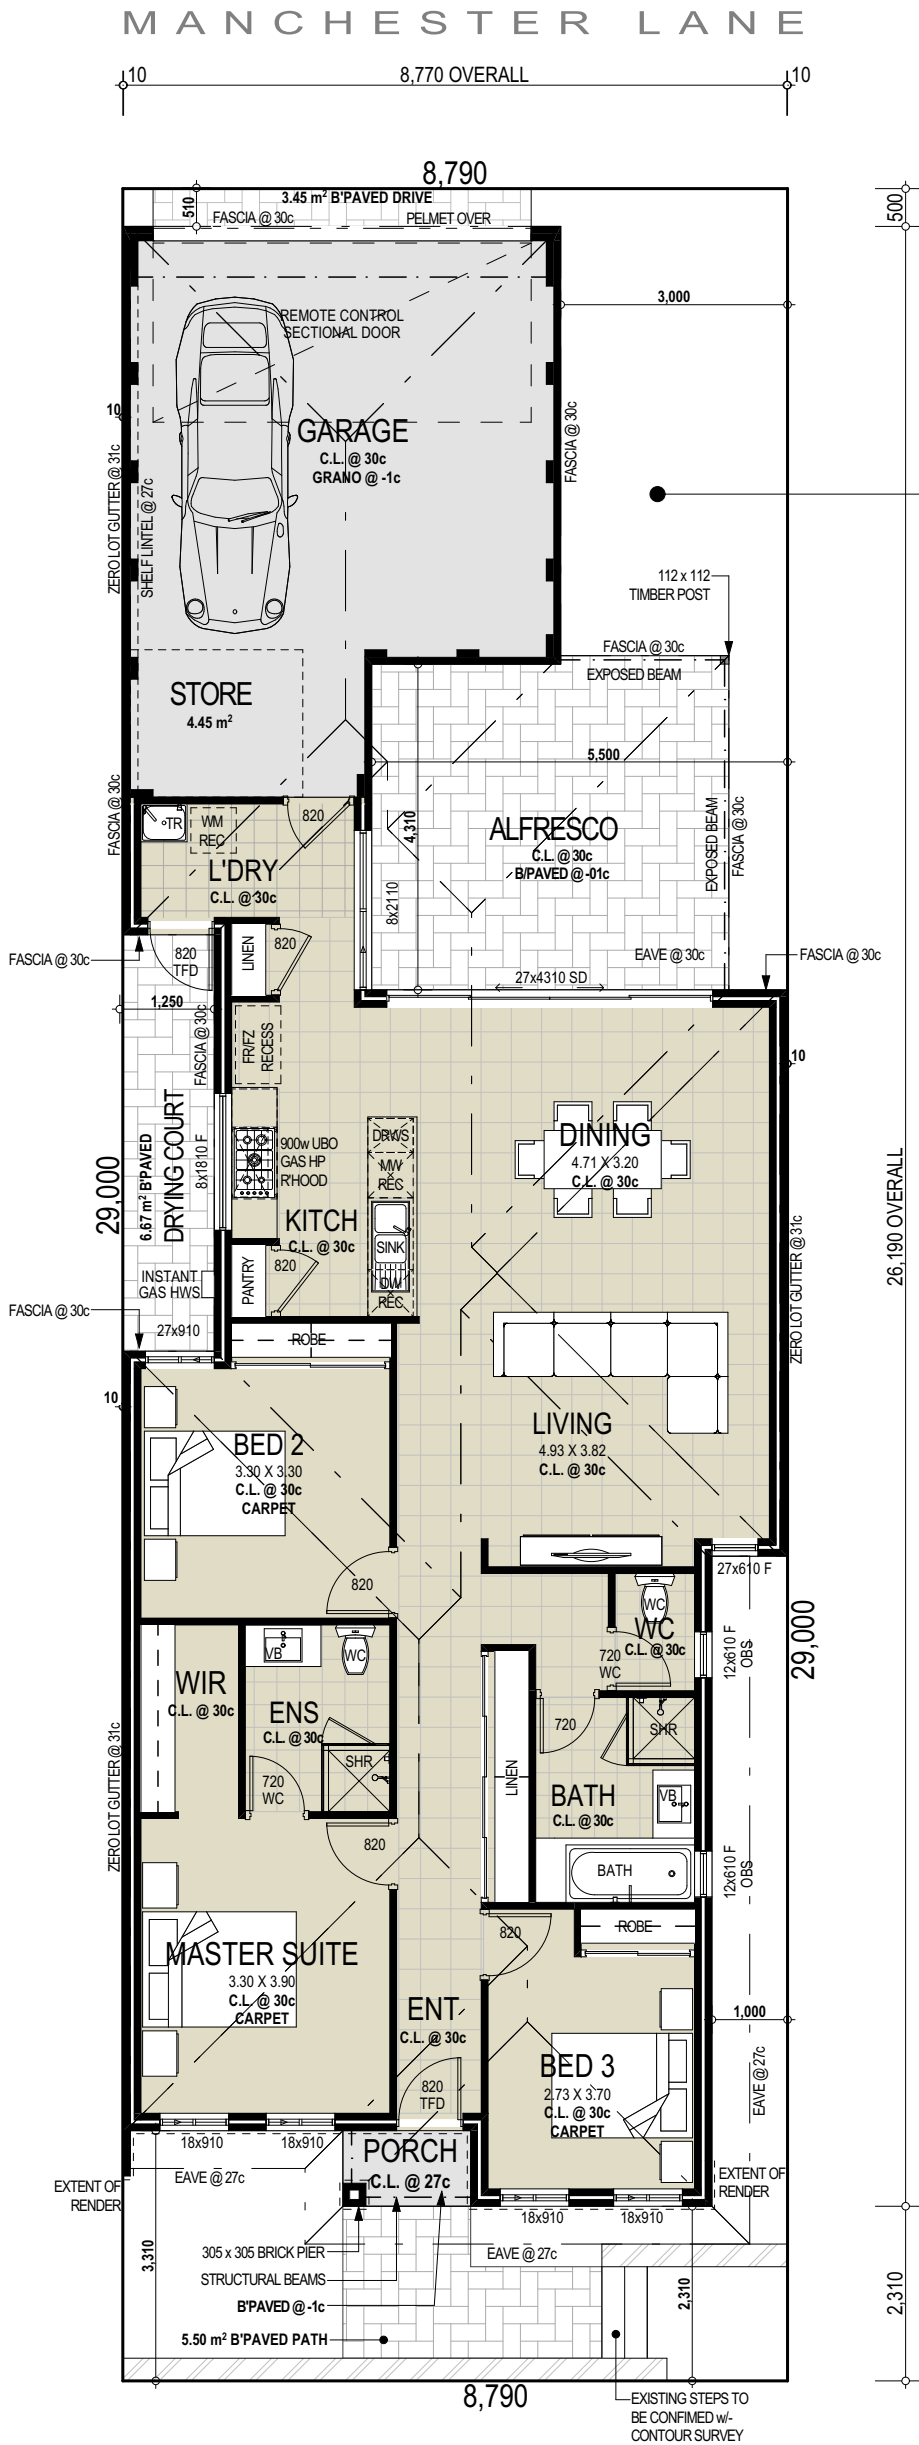 MANCHESTER LANE
10
8,770 OVERALL
10
8,790
3.45 m² B'PAVED DRIVE
510
FASCIA @ 30c
PELMET OVER
500
3,000
REMOTE CONTROL
SECTIONAL DOOR
10
GARAGE
C.L. @ 30c
GRANO @ -1c
FASCIA @ 30c
ZERO LOT GUTTER @ 31c
SHELF LINTEL @ 27c
112 x 112
TIMBER POST
FASCIA @ 30c
EXPOSED BEAM
STORE
4.45 m²
5,500
FASCIA @ 30c
TR
WM
REC
820
4,310
ALFRESCO
C.L. @ 30c
B/PAVED @ -01c
EXPOSED BEAM
FASCIA @ 30c
L'DRY
C.L. @ 30c
8x2110
FASCIA @ 30c
820
TFD
LINEN
820
EAVE @ 30c
FASCIA @ 30c
27x4310 SD
1,250
FASCIA @ 30c
FR/FZ
RECESS
10
29,000
6.67 m² B'PAVED
DRYING COURT
8x1810 F
900w UBO
GAS HP
R'HOOD
DRWS
MW
REC
DINING
4.71 X 3.20
C.L. @ 30c
KITCH
C.L. @ 30c
SINK
26,190 OVERALL
ZERO LOT GUTTER @ 31c
INSTANT
GAS HWS
PANTRY
820
DW
REC
FASCIA @ 30c
27x910
ROBE
10
LIVING
4.93 X 3.82
C.L. @ 30c
BED 2
3.30 X 3.30
C.L. @ 30c
CARPET
27x610 F
820
WC
WC
C.L. @ 30c
720
WC
12x610 F
OBS
29,000
VB
WC
WIR
C.L. @ 30c
ENS
C.L. @ 30c
720
SHR
SHR
720
WC
LINEN
BATH
C.L. @ 30c
VB
ZERO LOT GUTTER @ 31c
820
BATH
12x610 F
OBS
820
ROBE
MASTER SUITE
3.30 X 3.90
C.L. @ 30c
CARPET
ENT
C.L. @ 30c
1,000
BED 3
2.73 X 3.70
C.L. @ 30c
CARPET
EAVE @ 27c
820
TFD
18x910
18x910
PORCH
C.L. @ 27c
EXTENT OF
RENDER
EAVE @ 27c
EXTENT OF
RENDER
18x910
18x910
3,310
305 x 305 BRICK PIER
EAVE @ 27c
STRUCTURAL BEAMS
B'PAVED @ -1c
2,310
2,310
5.50 m² B'PAVED PATH
8,790
EXISTING STEPS TO
BE CONFIMED w/-
CONTOUR SURVEY